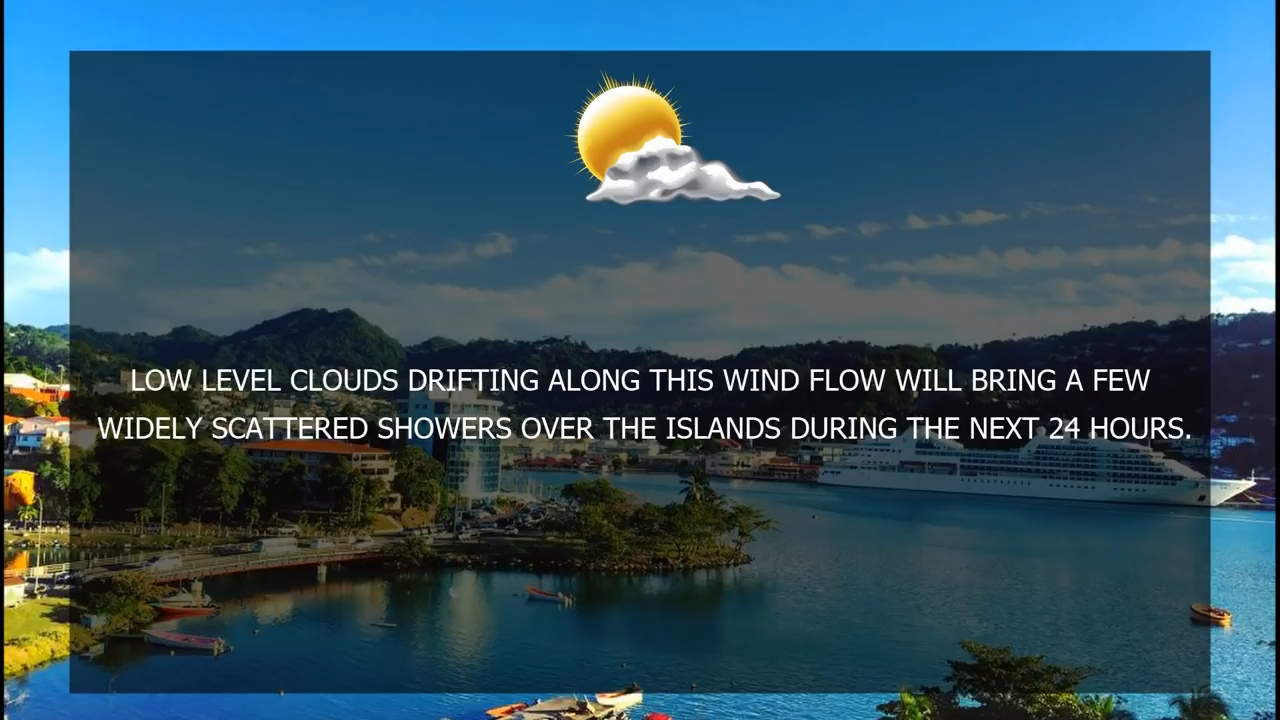 LOW LEVEL CLOUDS DRIFTING ALONG THIS WIND FLOW WILL BRING A FEW
WIDELY SCATTERED SHOWERS OVER THE ISLANDS DURING THE NEXT 24 HOURS.